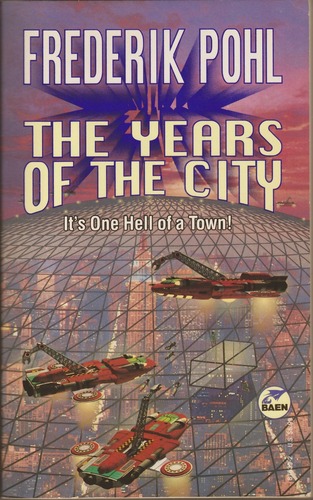 FREDERIK POHL
THE YEARS
OF THE CITY
It's One Hell of a Town!
BAEN